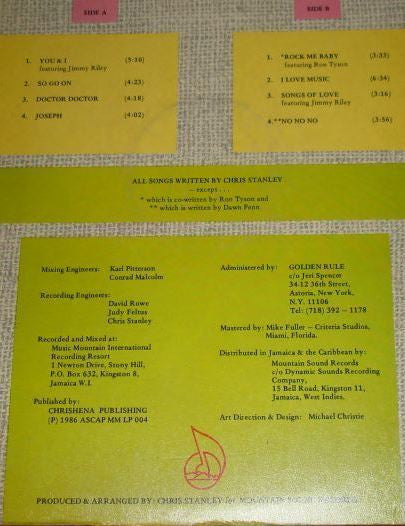 SIDE A
1. YOU & I (5:10)
featuring Jimmy Riley
2. SO GO ON (4:23)
3. DOCTOR DOCTOR (4:18)
4. JOSEPH (4:02)
SIDE B
1. *ROCK ME BABY (3:33)
featuring Ron Tyson
2. I LOVE MUSIC (6:34)
3. SONGS OF LOVE (3:16)
featuring Jimmy Riley
4.**NO NO NO (3:56)
ALL SONGS WRITTEN BY CHRIS STANLEY
— except . . .
* which is co-written by Ron Tyson and
** which is written by Dawn Penn
Mixing Engineers: Karl Pitterson
Conrad Malcolm
Recording Engineers:
David Rowe
Judy Feltus
Chris Stanley
Recorded and Mixed at:
Music Mountain International
Recording Resort
1 Newton Drive, Stony Hill,
P.O. Box 632, Kingston 8,
Jamaica W.I.
Published by:
CHRISHENA PUBLISHING
(P) 1986 ASCAP MM LP 004
Administered by: GOLDEN RULE
c/o Jeri Spencer
34-12 36th Street,
Astoria, New York,
N.Y. 11106
Tel: (718) 392 — 1178
Mastered by: Mike Fuller — Criteria Studios,
Miami, Florida.
Distributed in Jamaica & the Caribbean by:
Mountain Sound Records
c/o Dynamic Sounds Recording
Company,
15 Bell Road, Kingston 11,
Jamaica, West Indies.
Art Direction & Design: Michael Christie
PRODUCED & ARRANGED BY: CHRIS STANLEY for MOUNTAIN SOUND RECORDS